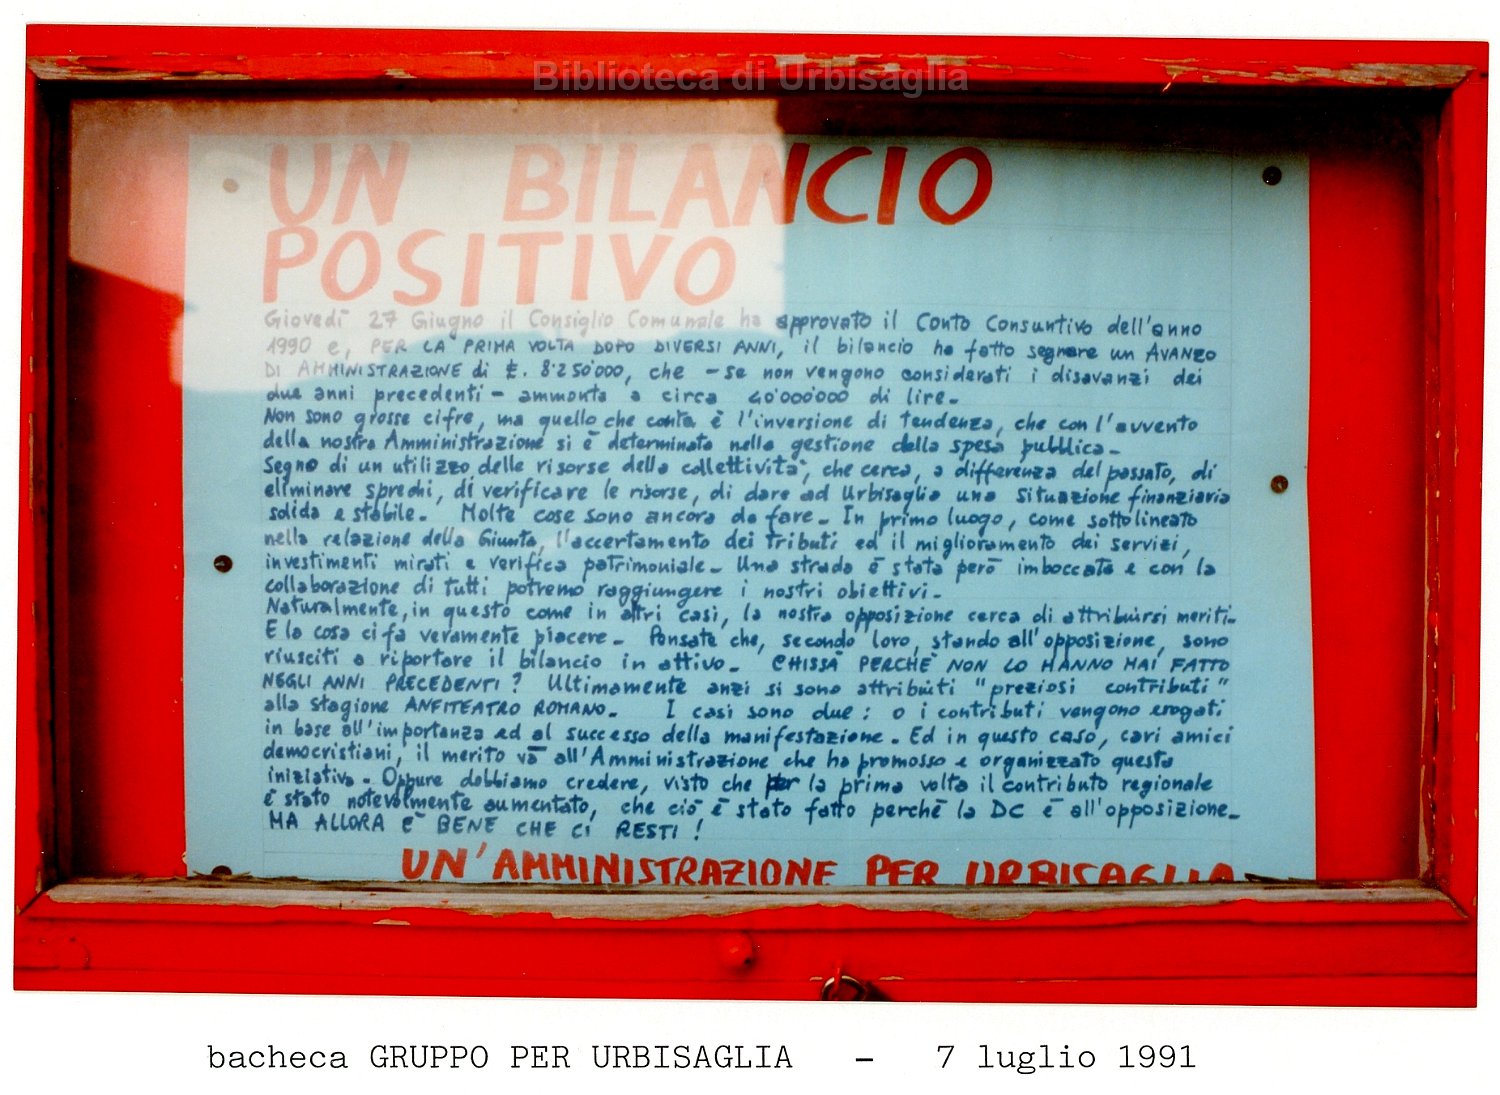 Biblioteca di Urbisaglia
UN BILANCIO
POSITIVO
Giovedì 27 Giugno il Consiglio Comunale ha approvato il Conto Consuntivo dell'anno
1990 e, PER LA PRIMA VOLTA DOPO DIVERSI ANNI, il bilancio ha fatto segnare un AVANZO
DI AMMINISTRAZIONE di £. 8'250'000, che - se non vengono considerati i disavanzi dei
due anni precedenti - ammonta a circa 40'000'000 di lire.
Non sono grosse cifre, ma quello che conta è l'inversione di tendenza, che con l'avvento
della nostra Amministrazione si è determinata nella gestione della spesa pubblica.
Segno di un utilizzo delle risorse della collettività, che cerca, a differenza del passato, di
eliminare sprechi, di verificare le risorse, di dare ad Urbisaglia una situazione finanziaria
solida e stabile. Molte cose sono ancora da fare. In primo luogo, come sottolineato
nella relazione della Giunta, l'accertamento dei tributi ed il miglioramento dei servizi,
investimenti mirati e verifica patrimoniale. Una strada è stata però imboccata e con la
collaborazione di tutti potremo raggiungere i nostri obiettivi.
Naturalmente, in questo come in altri casi, la nostra opposizione cerca di attribuirsi meriti.
E la cosa ci fa veramente piacere. Pensate che, secondo loro, stando all'opposizione, sono
riusciti a riportare il bilancio in attivo. CHISSÀ PERCHÈ NON LO HANNO MAI FATTO
NEGLI ANNI PRECEDENTI? Ultimamente anzi si sono attribuiti "preziosi contributi"
alla stagione ANFITEATRO ROMANO. I casi sono due: o i contributi vengono erogati
in base all'importanza ed al successo della manifestazione. Ed in questo caso, cari amici
democristiani, il merito và all'Amministrazione che ha promosso e organizzato questa
iniziativa. Oppure dobbiamo credere, visto che per la prima volta il contributo regionale
è stato notevolmente aumentato, che ciò è stato fatto perchè la DC è all'opposizione.
MA ALLORA È BENE CHE CI RESTI!
UN'AMMINISTRAZIONE PER URBISAGLIA
bacheca GRUPPO PER URBISAGLIA - 7 luglio 1991